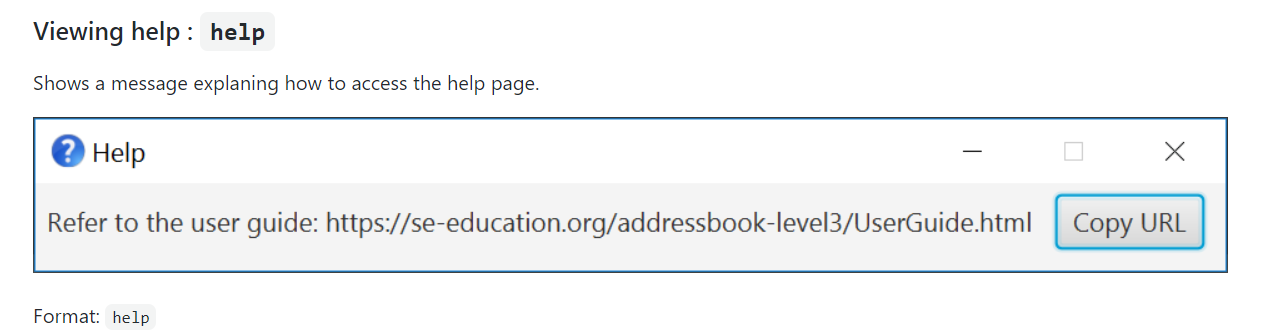 Viewing help : help
Shows a message explaning how to access the help page.
? Help
Refer to the user guide: https://se-education.org/addressbook-level3/UserGuide.html Copy URL
Format: help